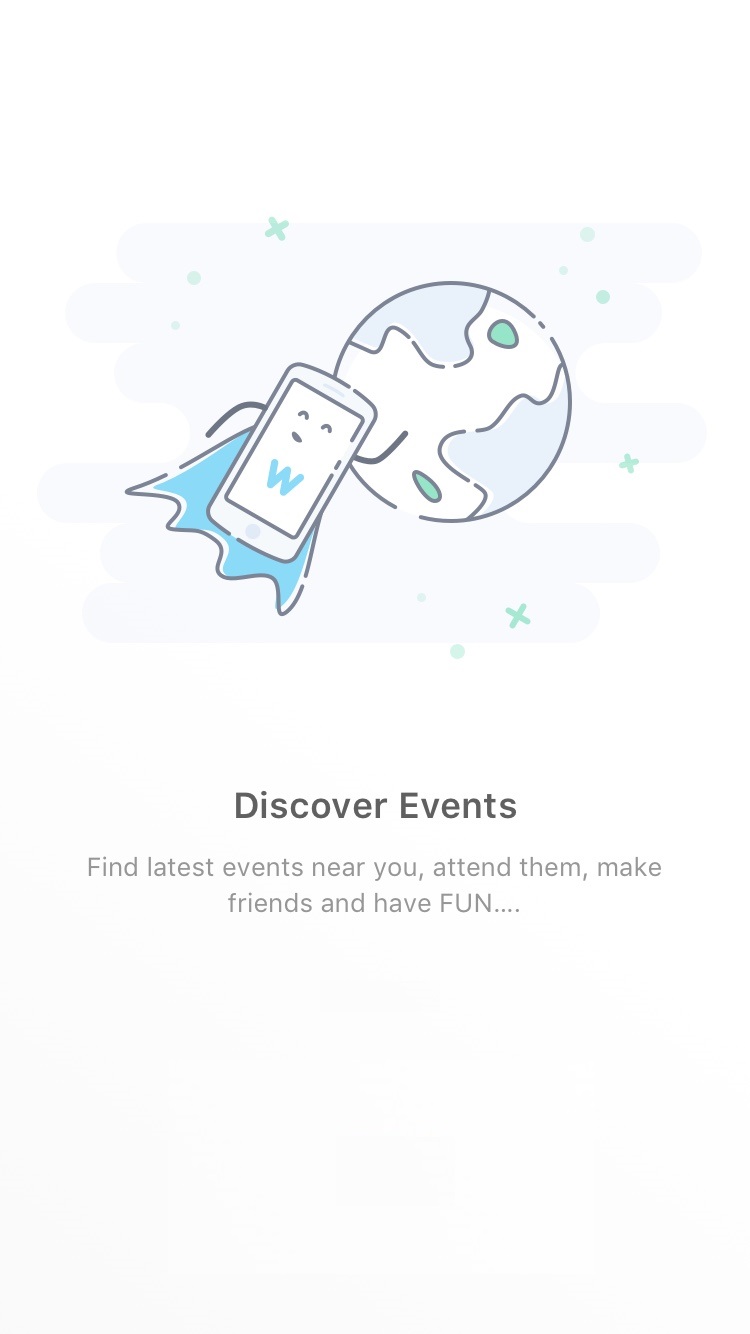 W
Discover Events
Find latest events near you, attend them, make
friends and have FUN....